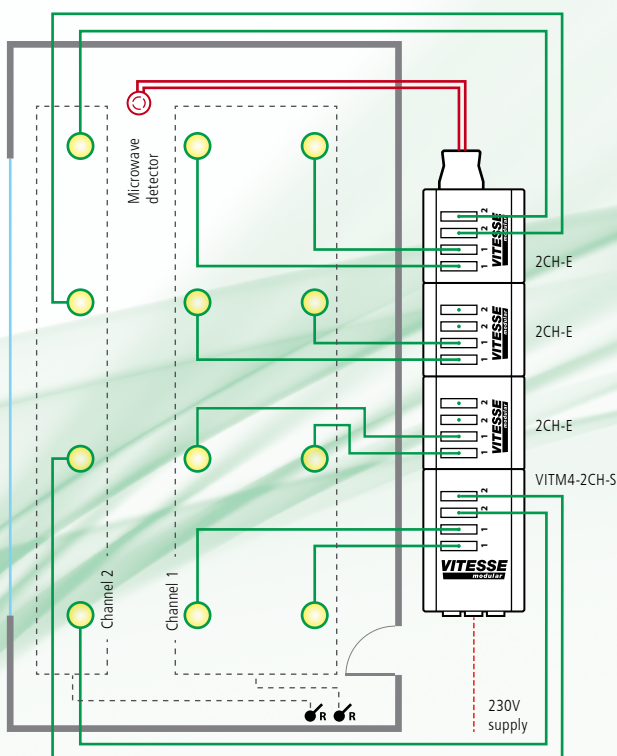 Microwave
detector
2
2
1
1
VITESSE
modular
2CH-E
2
2
1
1
VITESSE
modular
2CH-E
2
2
1
1
VITESSE
modular
2CH-E
VITM4-2CH-S
2
2
1
1
VITESSE
modular
Channel 2
Channel 1
R
R
230V
supply